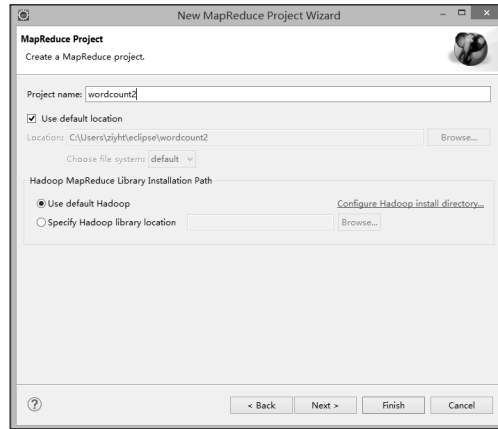 New MapReduce Project Wizard
MapReduce Project
Create a MapReduce project.
Project name: wordcount2
Use default location
Location: C:\Users\ziyht\eclipse\wordcount2 Browse...
Choose file system: default
Hadoop MapReduce Library Installation Path
Use default Hadoop Configure Hadoop install directory...
Specify Hadoop library location Browse...
? < Back Next > Finish Cancel